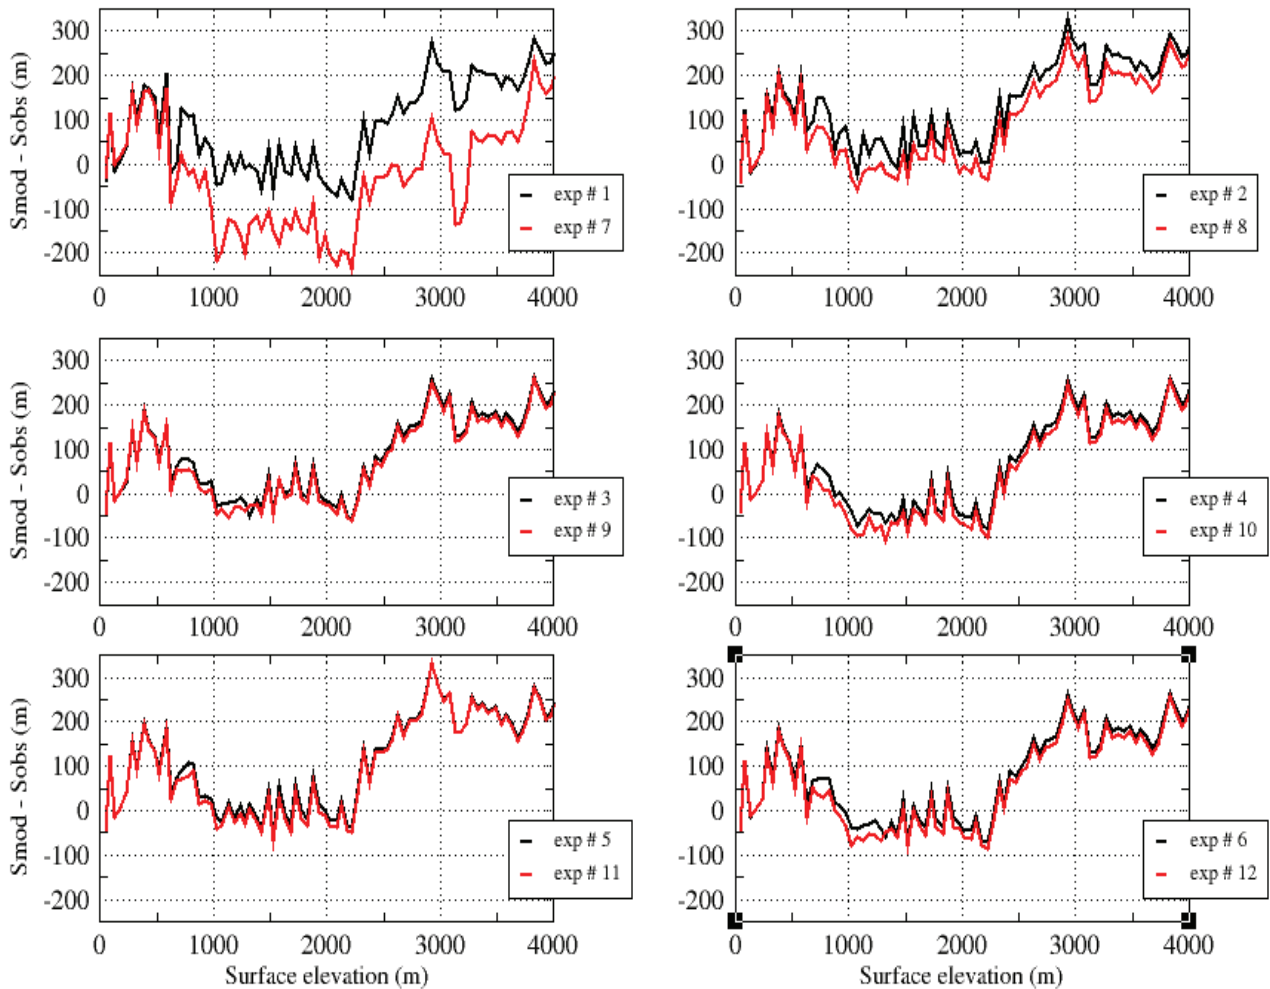 Smod - Sobs (m)
300
200
100
0
-100
-200
0 1000 2000 3000 4000
exp # 1
exp # 7
300
200
100
0
-100
-200
0 1000 2000 3000 4000
exp # 2
exp # 8
Smod - Sobs (m)
300
200
100
0
-100
-200
0 1000 2000 3000 4000
exp # 3
exp # 9
300
200
100
0
-100
-200
0 1000 2000 3000 4000
exp # 4
exp # 10
Smod - Sobs (m)
300
200
100
0
-100
-200
0 1000 2000 3000 4000
Surface elevation (m)
exp # 5
exp # 11
300
200
100
0
-100
-200
0 1000 2000 3000 4000
Surface elevation (m)
exp # 6
exp # 12